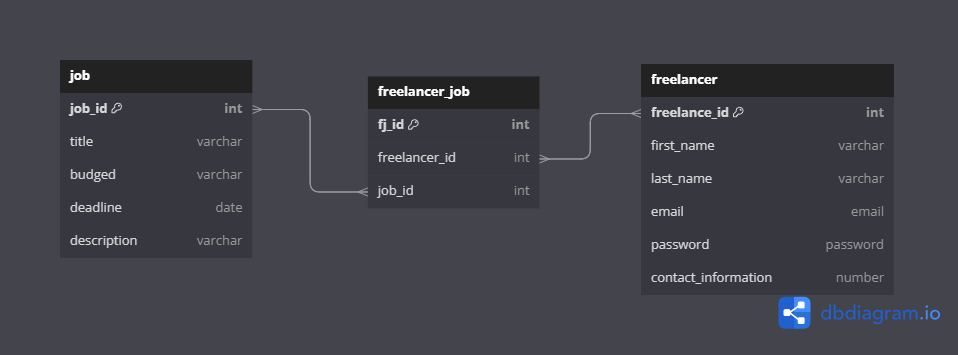 job
job_id int
title varchar
budged varchar
deadline date
description varchar
freelancer_job
fj_id int
freelancer_id int
job_id int
freelancer
freelance_id int
first_name varchar
last_name varchar
email email
password password
contact_information number
dbdiagram.io